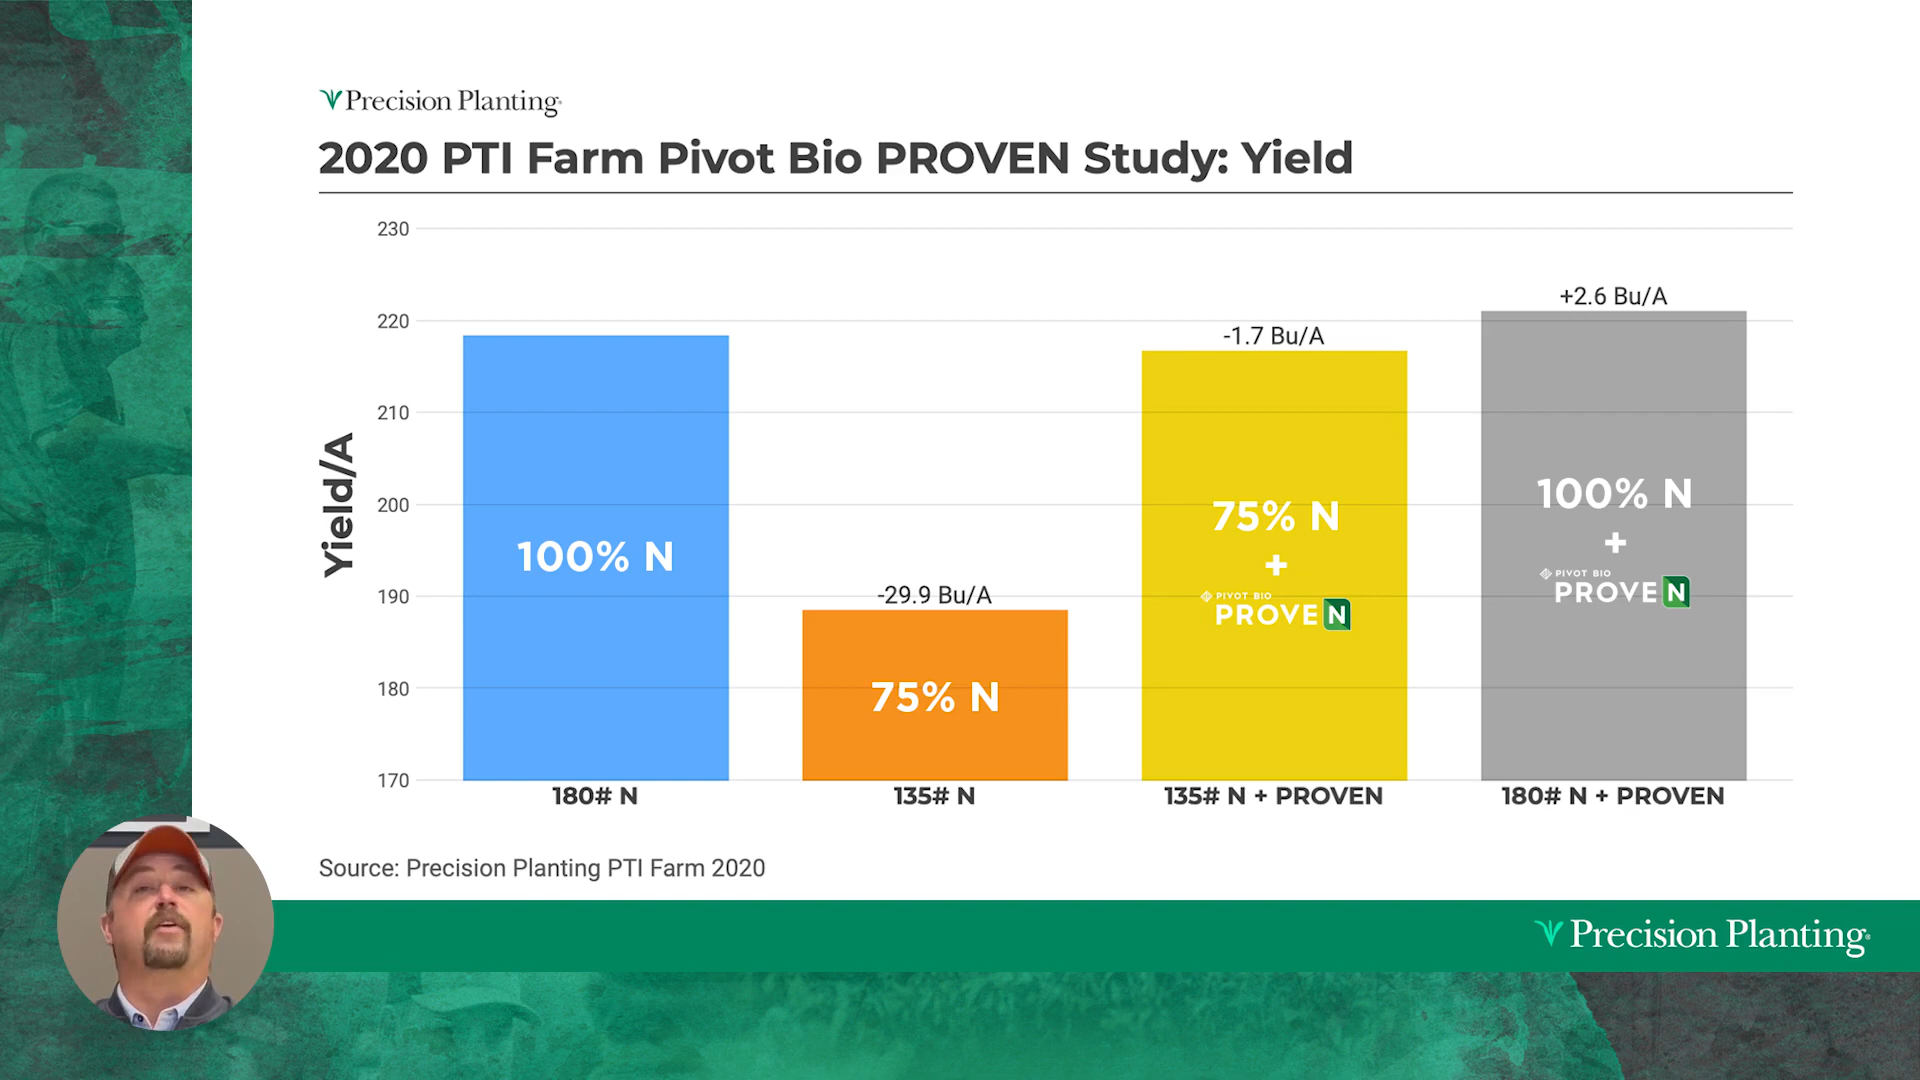 Precision Planting
2020 PTI Farm Pivot Bio PROVEN Study: Yield
230
220
210
200
190
180
170
Yield/A
100% N
-29.9 Bu/A
75% N
-1.7 Bu/A
75% N
+
PIVOT BIO
PROVEN
+2.6 Bu/A
100% N
+
PIVOT BIO
PROVEN
180# N
135# N
135# N + PROVEN
180# N + PROVEN
Source: Precision Planting PTI Farm 2020
Precision Planting